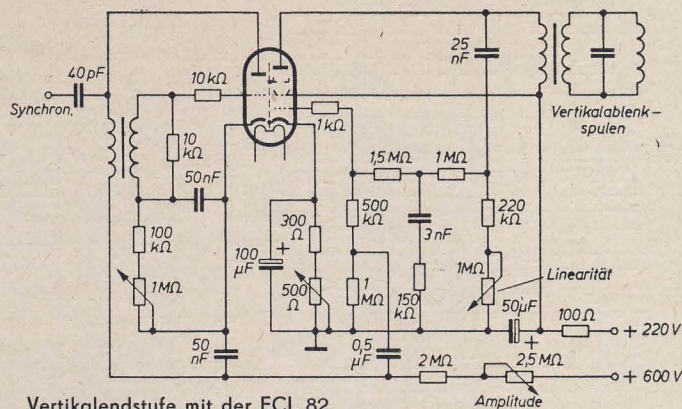 25
nF
40 pF
Synchron.
10 kΩ
10
kΩ
50 nF
1 kΩ
Vertikalablenk-
spulen
1,5 MΩ
1 MΩ
100
kΩ
300
Ω
500
kΩ
3 nF
220
kΩ
1 MΩ
100
µF
+
500
Ω
1
MΩ
150
kΩ
1 MΩ
Linearität
50 µF
+
100 Ω
+ 220 V
50
nF
0,5
µF
2 MΩ
2,5 MΩ
+ 600 V
Amplitude
Vertikalendstufe mit der ECL 82